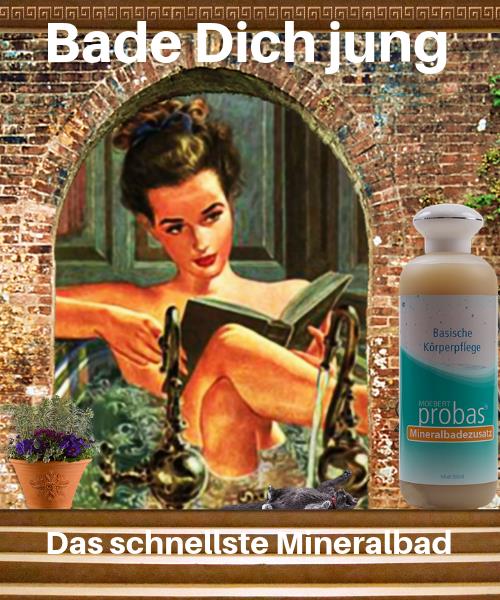 Bade Dich jung
Basische
Körperpflege
MOEBERT
probas
Mineralbadezusatz
Das schnellste Mineralbad